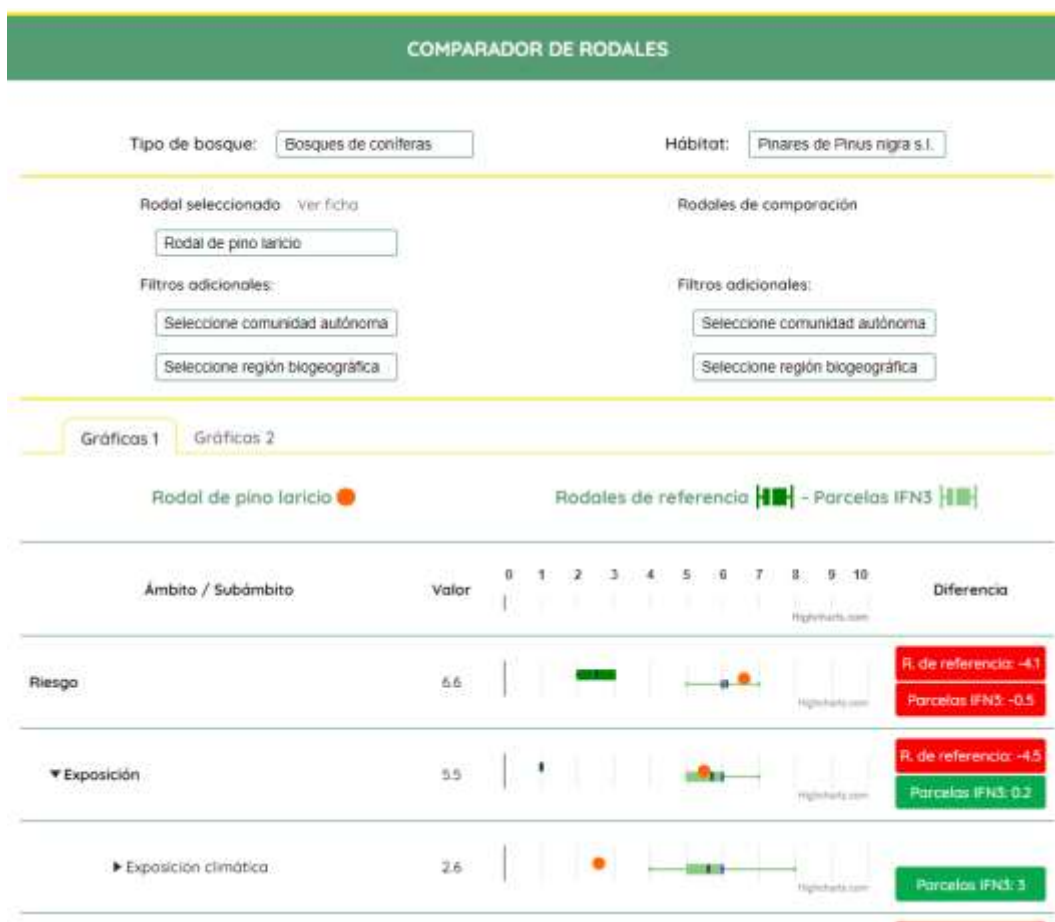 COMPARADOR DE RODALES
Tipo de bosque: Bosques de coníferas Hábitat: Pinares de Pinus nigra s.l.
Rodal seleccionado Ver ficha Rodales de comparación
Rodal de pino laricio
Filtros adicionales: Filtros adicionales:
Seleccione comunidad autónoma Seleccione comunidad autónoma
Seleccione región biogeográfica Seleccione región biogeográfica
Gráficas 1 Gráficas 2
Rodal de pino laricio Rodales de referencia - Parcelas IFN3
Ámbito / Subámbito Valor 0 1 2 3 4 5 6 7 8 9 10 Diferencia
Highcharts.com
R. de referencia: -4.1
Riesgo 6.6
Highcharts.com Parcelas IFN3: -0.5
R. de referencia: -4.5
▼ Exposición 5.5
Highcharts.com Parcelas IFN3: 0.2
▶ Exposición climática 2.6
Highcharts.com Parcelas IFN3: 3